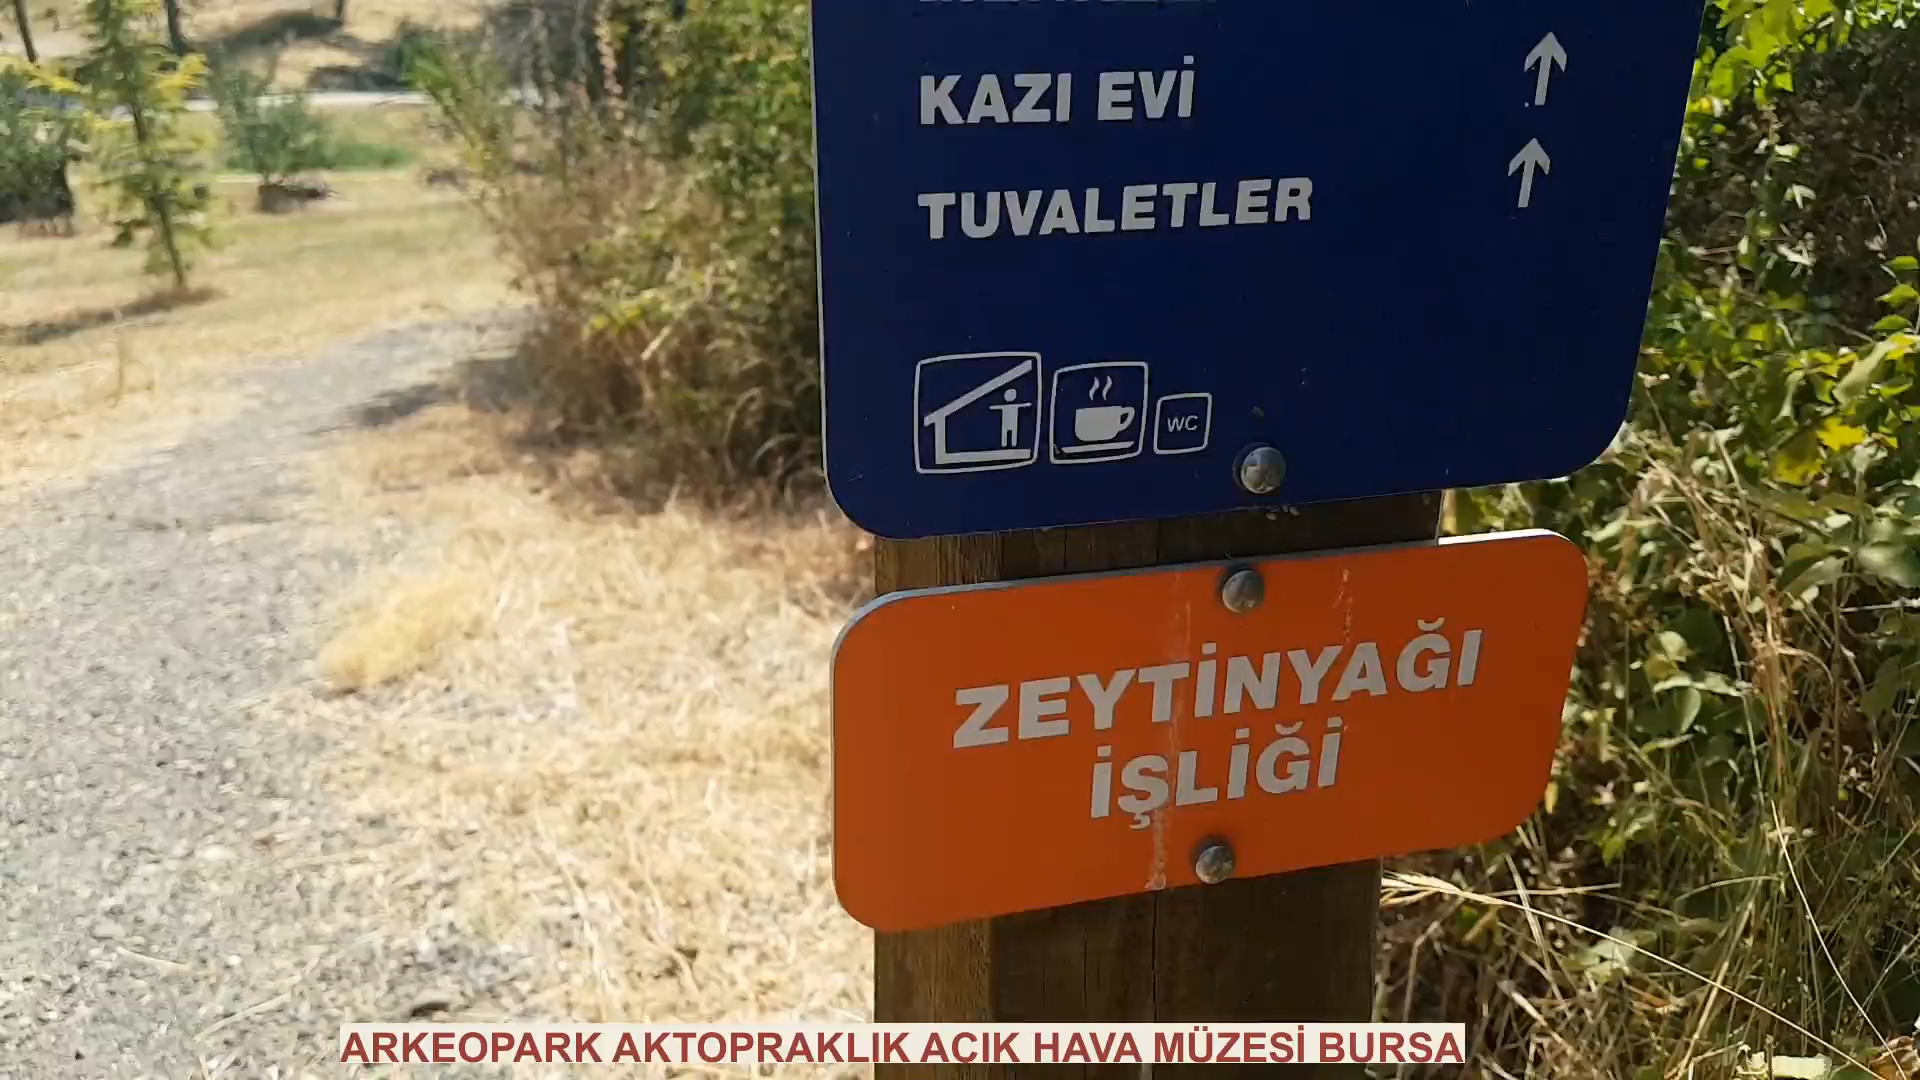 KAZI EVİ
TUVALETLER
WC
ZEYTİNYAĞI
İŞLİĞİ
ARKEOPARK AKTOPRAKLIK ACIK HAVA MÜZESİ BURSA